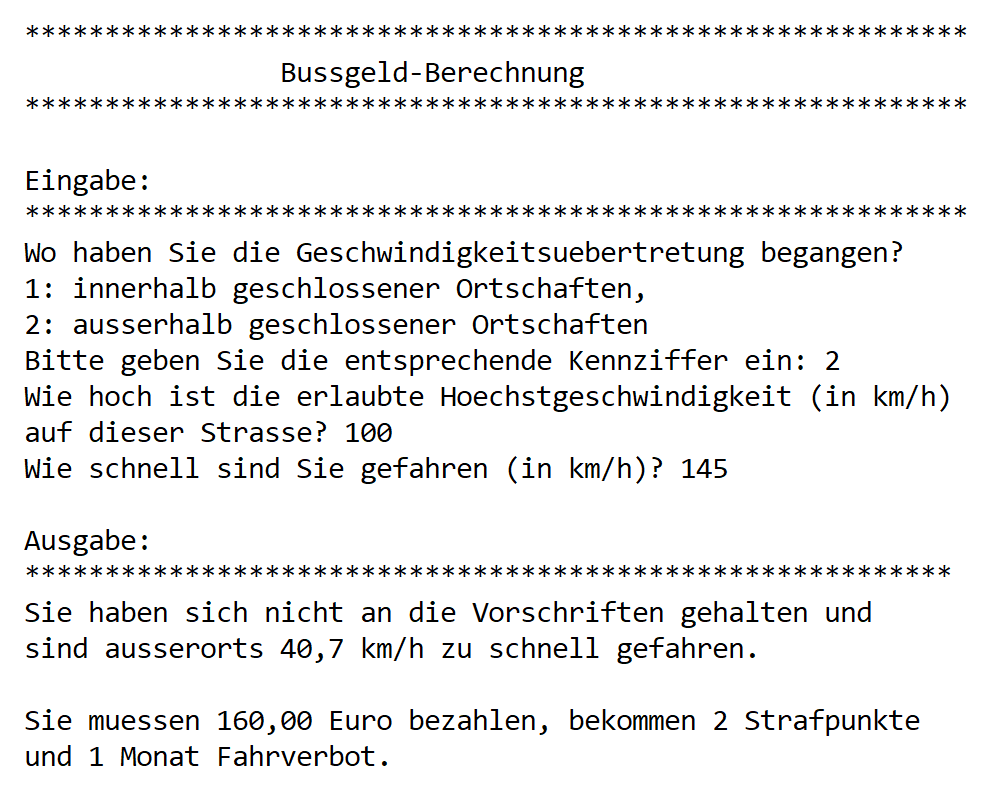 ***********************************************************
Bussgeld-Berechnung
***********************************************************
Eingabe:
***********************************************************
Wo haben Sie die Geschwindigkeitsuebertretung begangen?
1: innerhalb geschlossener Ortschaften,
2: ausserhalb geschlossener Ortschaften
Bitte geben Sie die entsprechende Kennziffer ein: 2
Wie hoch ist die erlaubte Hoechstgeschwindigkeit (in km/h)
auf dieser Strasse? 100
Wie schnell sind Sie gefahren (in km/h)? 145
Ausgabe:
**********************************************************
Sie haben sich nicht an die Vorschriften gehalten und
sind ausserorts 40,7 km/h zu schnell gefahren.
Sie muessen 160,00 Euro bezahlen, bekommen 2 Strafpunkte
und 1 Monat Fahrverbot.